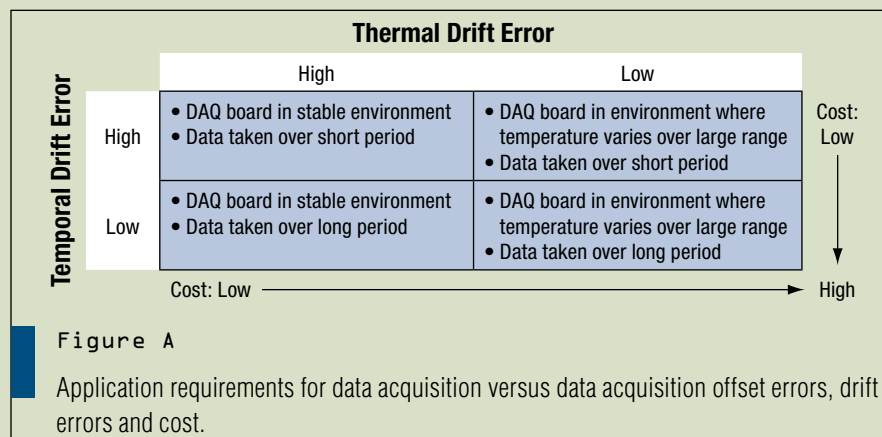 Thermal Drift Error
Temporal Drift Error
High
Low
High
• DAQ board in stable environment
• Data taken over short period
• DAQ board in environment where
temperature varies over large range
• Data taken over short period
Cost:
Low
Low
• DAQ board in stable environment
• Data taken over long period
• DAQ board in environment where
temperature varies over large range
• Data taken over long period
Cost: Low
High
Figure A
Application requirements for data acquisition versus data acquisition offset errors, drift
errors and cost.